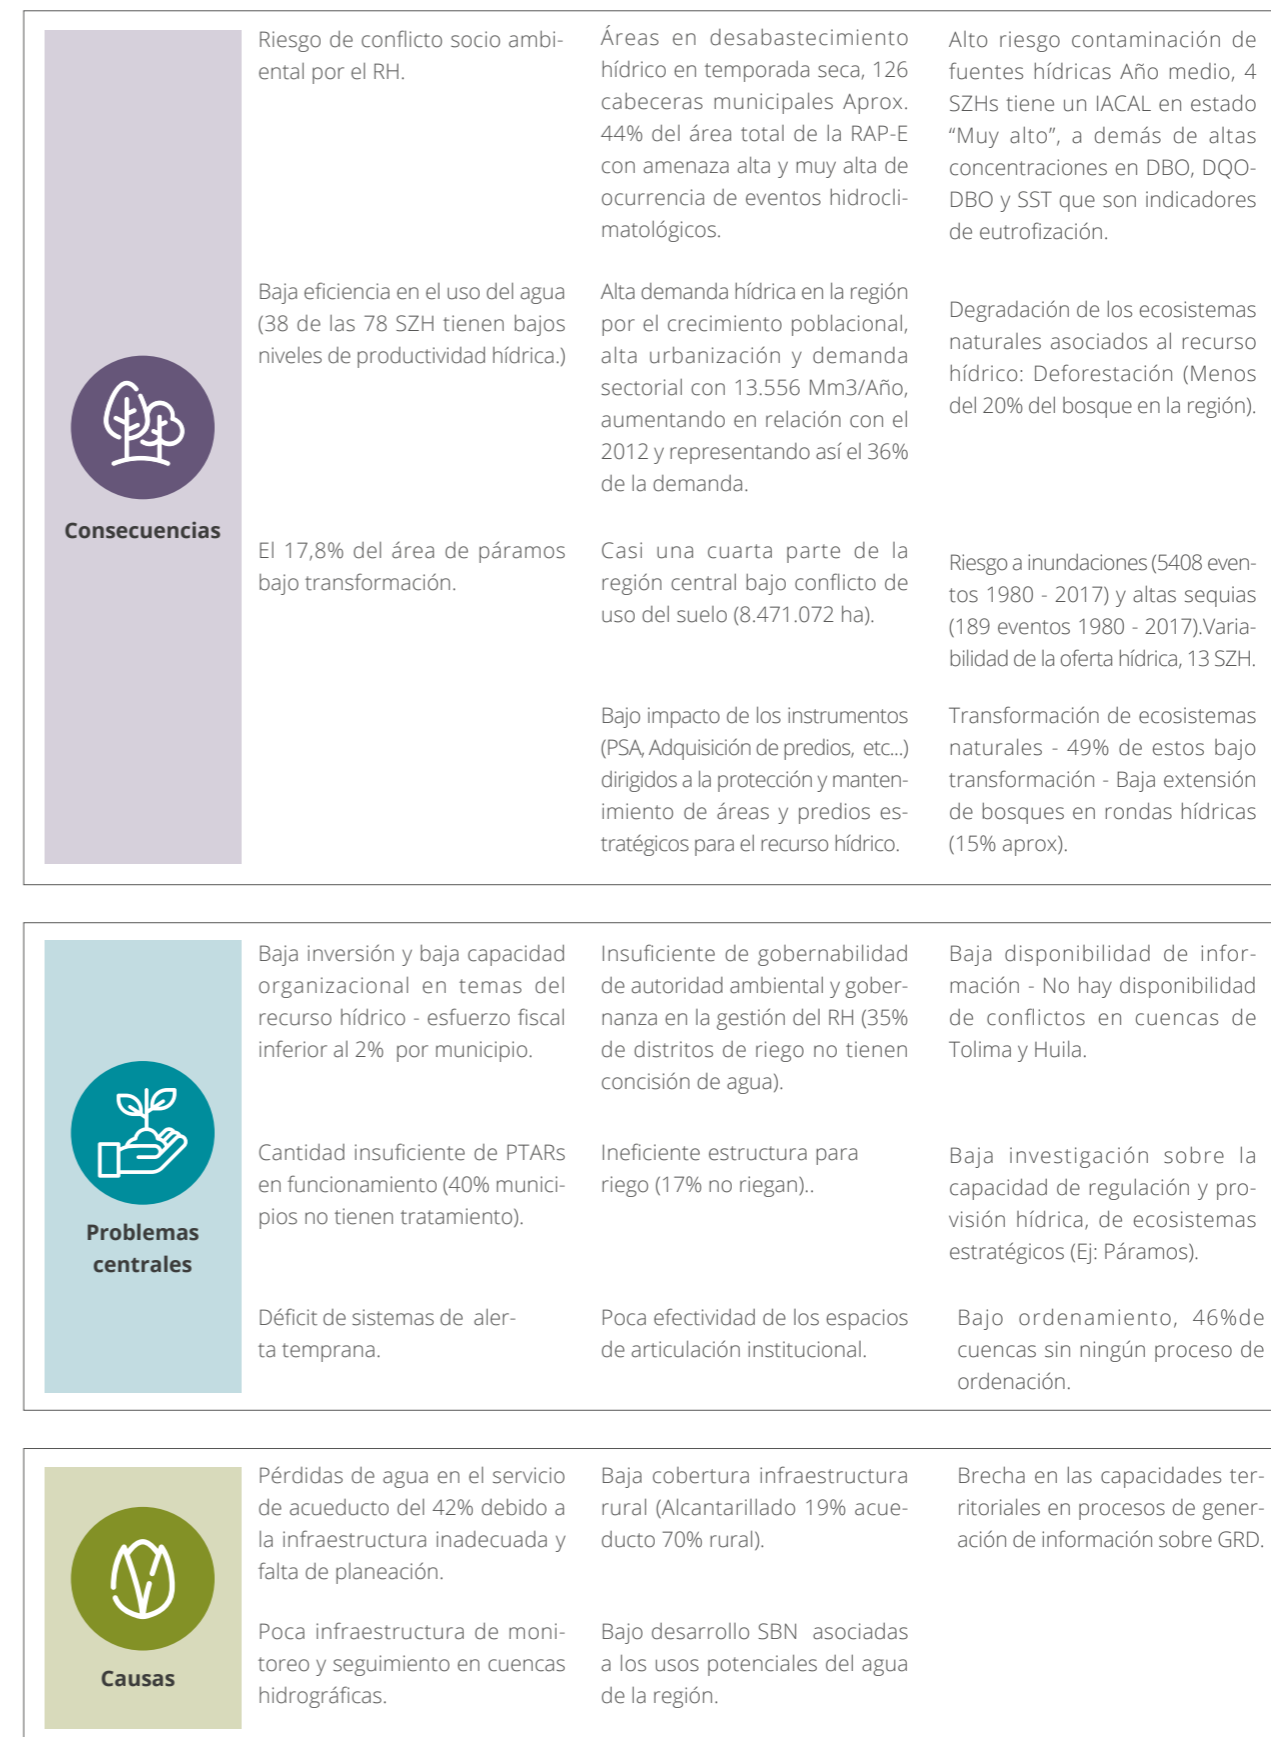 Consecuencias
Riesgo de conflicto socio ambi-
ental por el RH.
Áreas en desabastecimiento
hídrico en temporada seca, 126
cabeceras municipales Aprox.
44% del área total de la RAP-E
con amenaza alta y muy alta de
ocurrencia de eventos hidrocli-
matológicos.
Alto riesgo contaminación de
fuentes hídricas Año medio, 4
SZHs tiene un IACAL en estado
“Muy alto”, a demás de altas
concentraciones en DBO, DQO-
DBO y SST que son indicadores
de eutrofización.
Baja eficiencia en el uso del agua
(38 de las 78 SZH tienen bajos
niveles de productividad hídrica.)
Alta demanda hídrica en la región
por el crecimiento poblacional,
alta urbanización y demanda
sectorial con 13.556 Mm3/Año,
aumentando en relación con el
2012 y representando así el 36%
de la demanda.
Degradación de los ecosistemas
naturales asociados al recurso
hídrico: Deforestación (Menos
del 20% del bosque en la región).
El 17,8% del área de páramos
bajo transformación.
Casi una cuarta parte de la
región central bajo conflicto de
uso del suelo (8.471.072 ha).
Riesgo a inundaciones (5408 even-
tos 1980 - 2017) y altas sequias
(189 eventos 1980 - 2017).Varia-
bilidad de la oferta hídrica, 13 SZH.
Bajo impacto de los instrumentos
(PSA, Adquisición de predios, etc...)
dirigidos a la protección y manten-
imiento de áreas y predios es-
tratégicos para el recurso hídrico.
Transformación de ecosistemas
naturales - 49% de estos bajo
transformación - Baja extensión
de bosques en rondas hídricas
(15% aprox).
Problemas
centrales
Baja inversión y baja capacidad
organizacional en temas del
recurso hídrico - esfuerzo fiscal
inferior al 2% por municipio.
Insuficiente de gobernabilidad
de autoridad ambiental y gober-
nanza en la gestión del RH (35%
de distritos de riego no tienen
concisión de agua).
Baja disponibilidad de infor-
mación - No hay disponibilidad
de conflictos en cuencas de
Tolima y Huila.
Cantidad insuficiente de PTARs
en funcionamiento (40% munici-
pios no tienen tratamiento).
Ineficiente estructura para
riego (17% no riegan)..
Baja investigación sobre la
capacidad de regulación y pro-
visión hídrica, de ecosistemas
estratégicos (Ej: Páramos).
Déficit de sistemas de aler-
ta temprana.
Poca efectividad de los espacios
de articulación institucional.
Bajo ordenamiento, 46%de
cuencas sin ningún proceso de
ordenación.
Causas
Pérdidas de agua en el servicio
de acueducto del 42% debido a
la infraestructura inadecuada y
falta de planeación.
Baja cobertura infraestructura
rural (Alcantarillado 19% acue-
ducto 70% rural).
Brecha en las capacidades ter-
ritoriales en procesos de gener-
ación de información sobre GRD.
Poca infraestructura de moni-
toreo y seguimiento en cuencas
hidrográficas.
Bajo desarrollo SBN asociadas
a los usos potenciales del agua
de la región.